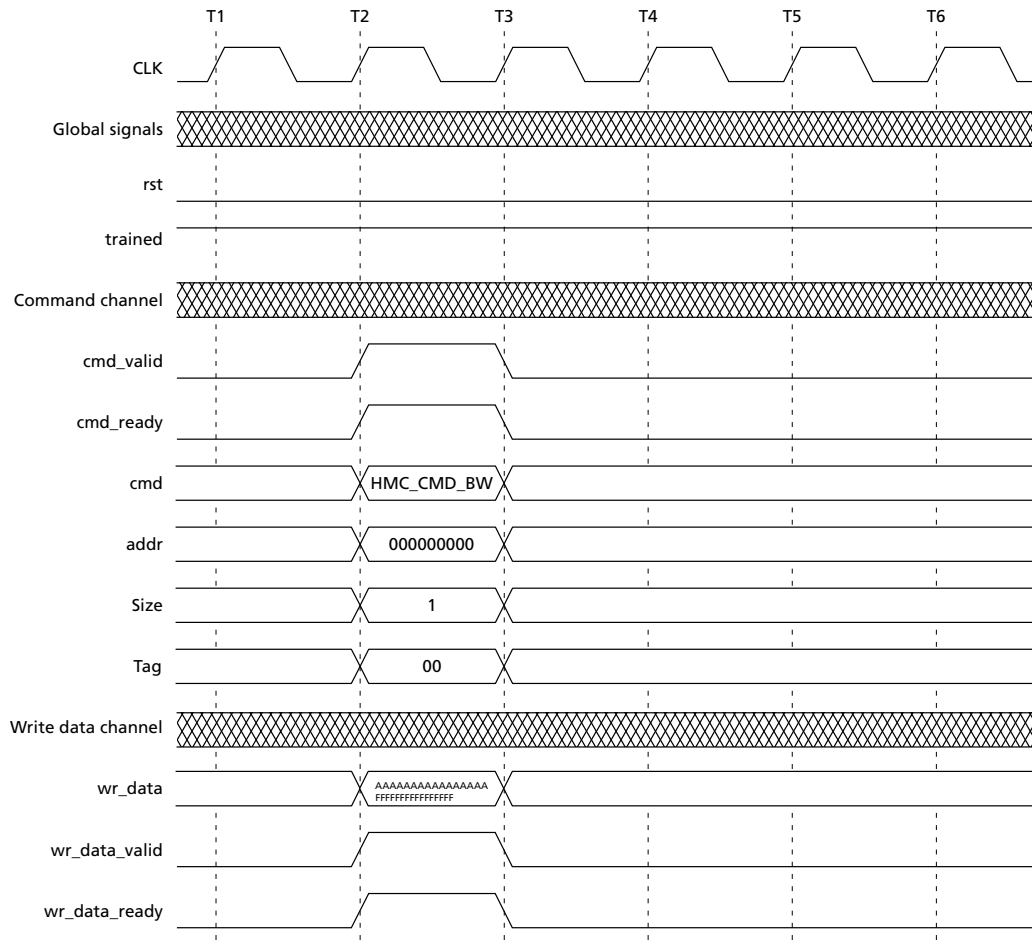 T1 T2 T3 T4 T5 T6
CLK
Global signals
rst
trained
Command channel
cmd_valid
cmd_ready
cmd HMC_CMD_BW
addr 000000000
Size 1
Tag 00
Write data channel
wr_data AAAAAAAAAAAAAAAA
FFFFFFFFFFFFFFFF
wr_data_valid
wr_data_ready